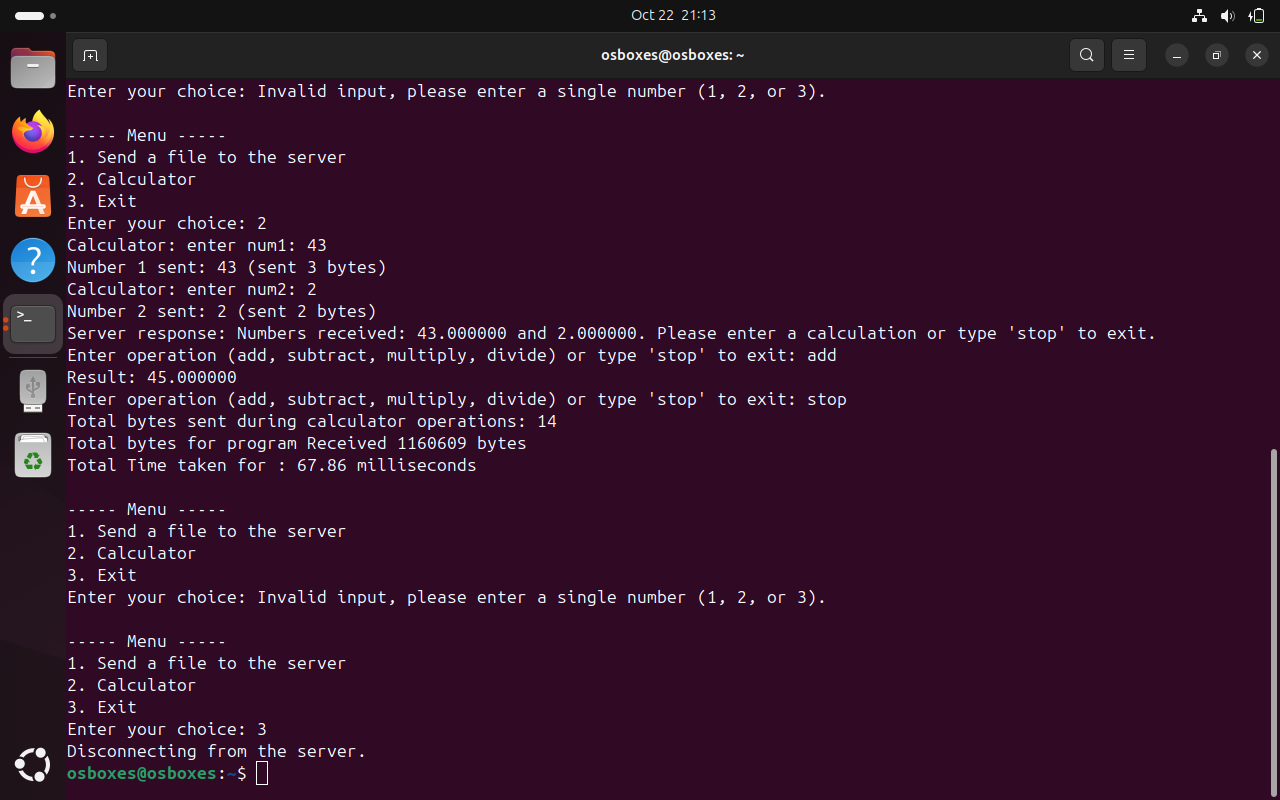 Oct 22 21:13
osboxes@osboxes: ~
Enter your choice: Invalid input, please enter a single number (1, 2, or 3).
----- Menu -----
1. Send a file to the server
2. Calculator
3. Exit
Enter your choice: 2
Calculator: enter num1: 43
Number 1 sent: 43 (sent 3 bytes)
Calculator: enter num2: 2
Number 2 sent: 2 (sent 2 bytes)
Server response: Numbers received: 43.000000 and 2.000000. Please enter a calculation or type 'stop' to exit.
Enter operation (add, subtract, multiply, divide) or type 'stop' to exit: add
Result: 45.000000
Enter operation (add, subtract, multiply, divide) or type 'stop' to exit: stop
Total bytes sent during calculator operations: 14
Total bytes for program Received 1160609 bytes
Total Time taken for : 67.86 milliseconds
----- Menu -----
1. Send a file to the server
2. Calculator
3. Exit
Enter your choice: Invalid input, please enter a single number (1, 2, or 3).
----- Menu -----
1. Send a file to the server
2. Calculator
3. Exit
Enter your choice: 3
Disconnecting from the server.
osboxes@osboxes:~$